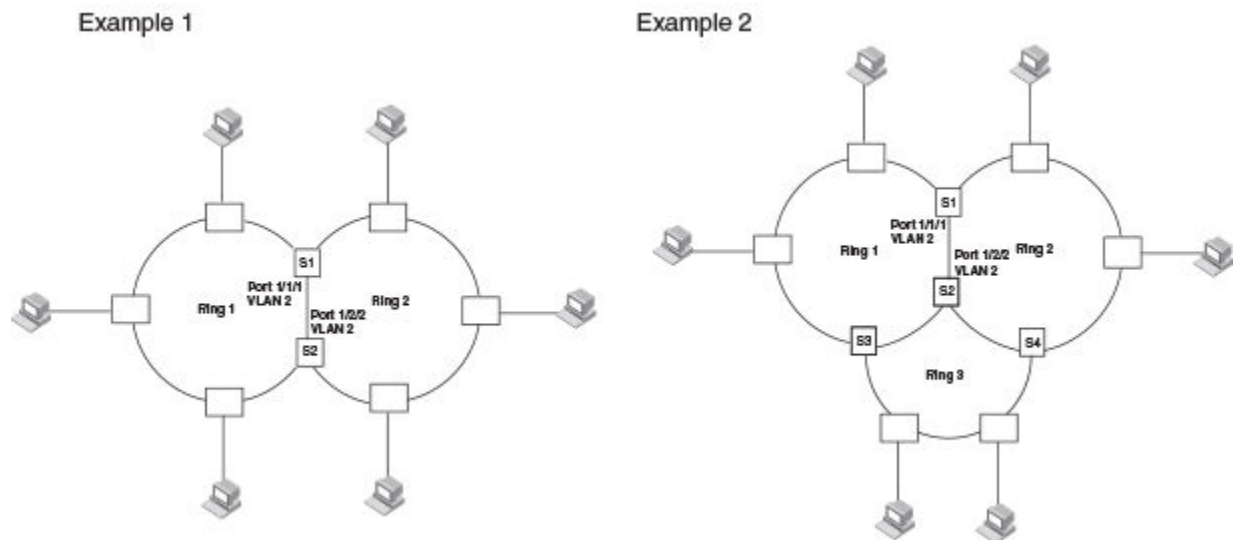 Example 1
S1
Port 1/1/1
VLAN 2
Ring 1
Ring 2
Port 1/2/2
VLAN 2
S2
Example 2
S1
Port 1/1/1
VLAN 2
Ring 1
Ring 2
Port 1/2/2
VLAN 2
S2
S3
S4
Ring 3